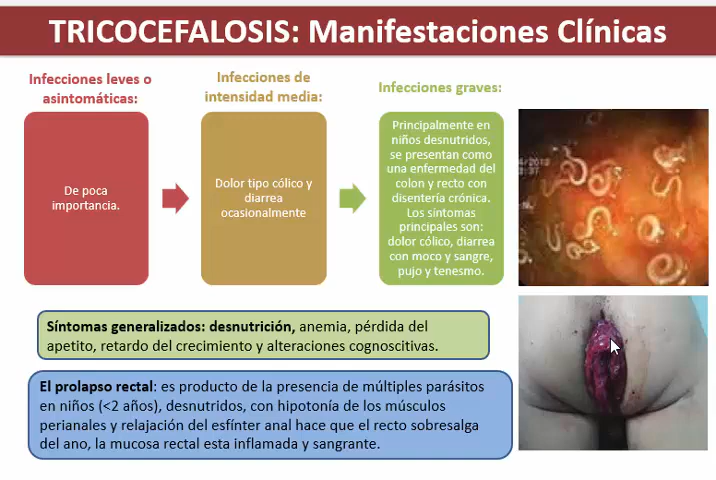 TRICOCEFALOSIS: Manifestaciones Clínicas
Infecciones leves o
asintomáticas:
De poca
importancia.
Infecciones de
intensidad media:
Dolor tipo cólico y
diarrea
ocasionalmente
Infecciones graves:
Principalmente en
niños desnutridos,
se presentan como
una enfermedad del
colon y recto con
disentería crónica.
Los síntomas
principales son:
dolor cólico, diarrea
con moco y sangre,
pujo y tenesmo.
Síntomas generalizados: desnutrición, anemia, pérdida del
apetito, retardo del crecimiento y alteraciones cognoscitivas.
El prolapso rectal: es producto de la presencia de múltiples parásitos
en niños (<2 años), desnutridos, con hipotonía de los músculos
perianales y relajación del esfínter anal hace que el recto sobresalga
del ano, la mucosa rectal esta inflamada y sangrante.